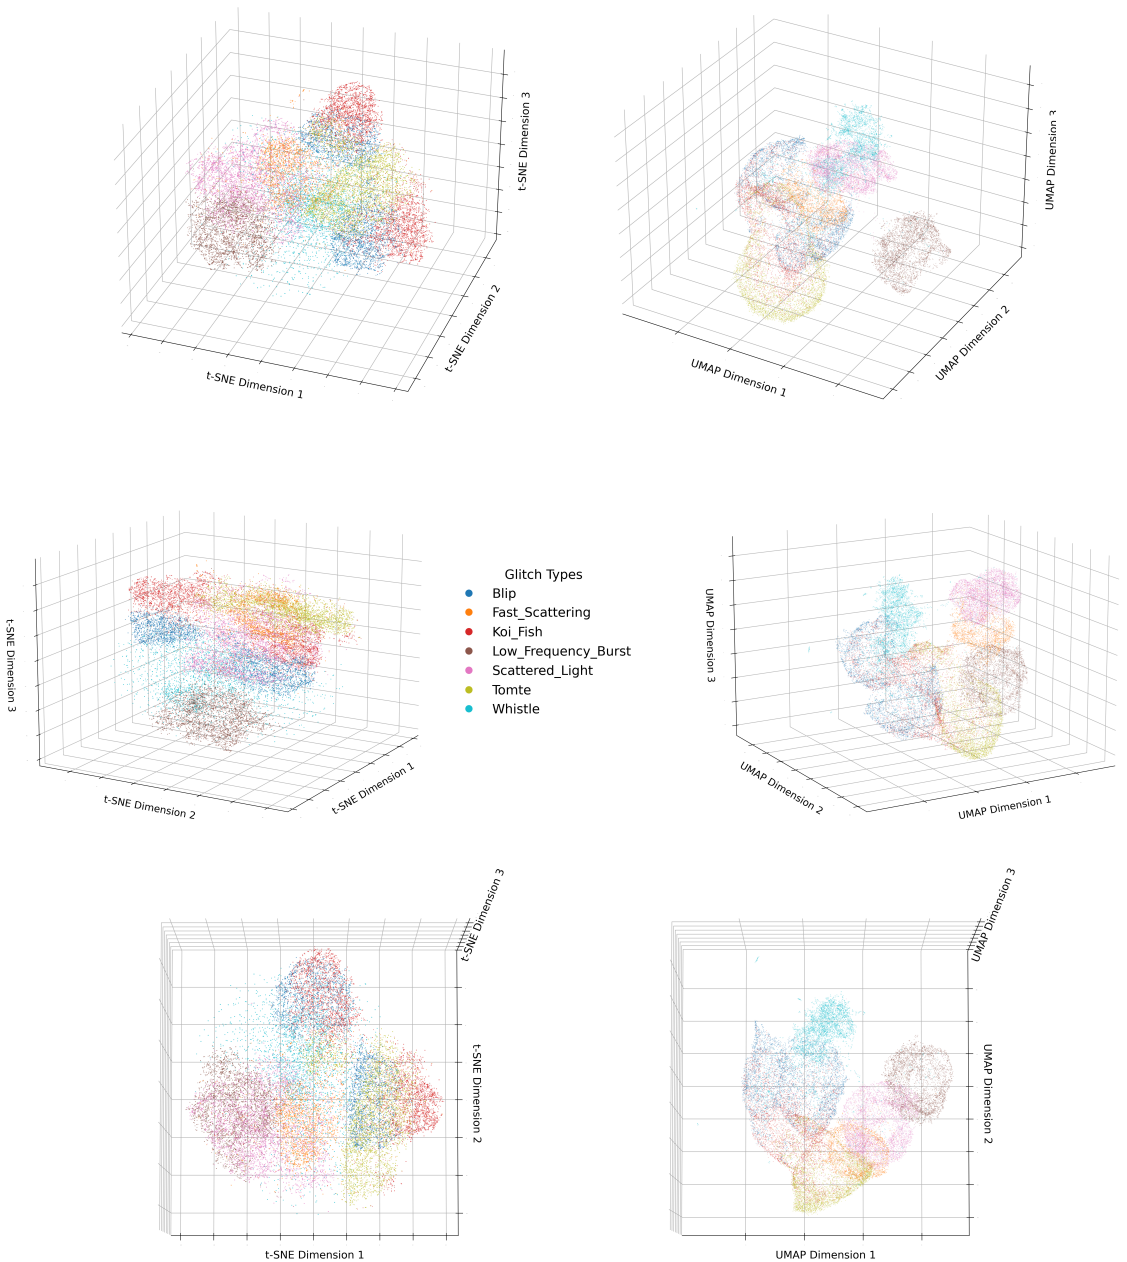 t-SNE Dimension 3
t-SNE Dimension 2
t-SNE Dimension 1
UMAP Dimension 3
UMAP Dimension 2
UMAP Dimension 1
t-SNE Dimension 3
t-SNE Dimension 2
t-SNE Dimension 1
Glitch Types
Blip
Fast_Scattering
Koi_Fish
Low_Frequency_Burst
Scattered_Light
Tomte
Whistle
UMAP Dimension 3
UMAP Dimension 2
UMAP Dimension 1
t-SNE Dimension 3
t-SNE Dimension 2
t-SNE Dimension 1
UMAP Dimension 3
UMAP Dimension 2
UMAP Dimension 1